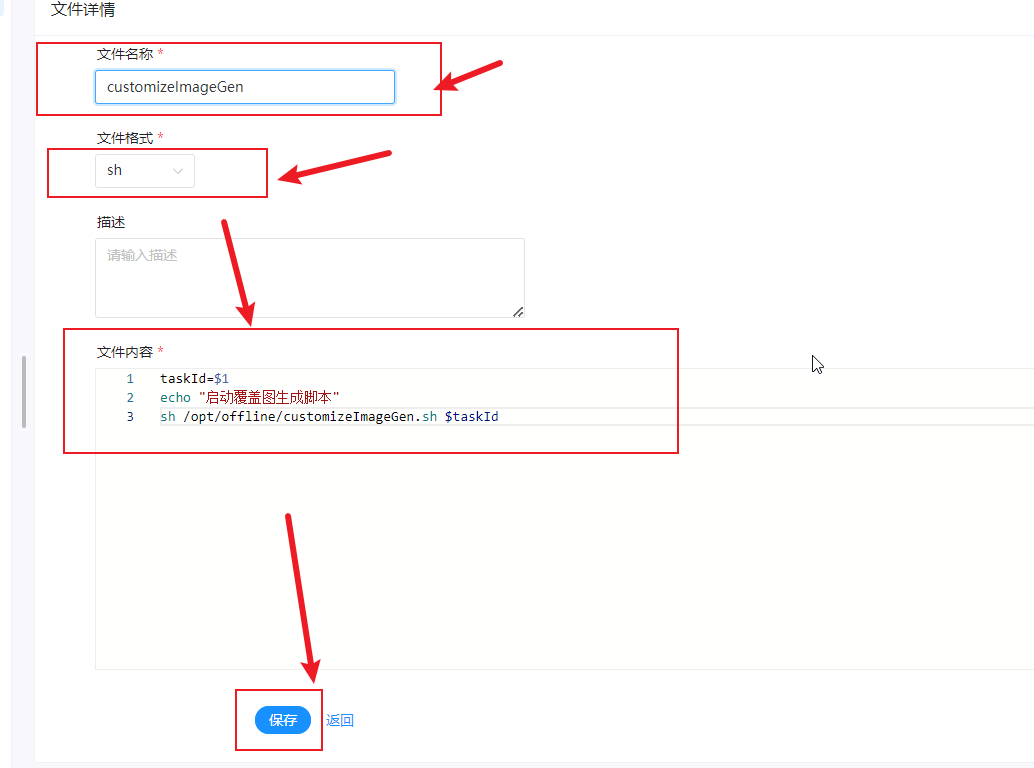 文件详情
文件名称 *
customizeImageGen
文件格式 *
sh
描述
请输入描述
文件内容 *
1 taskId=$1
2 echo "启动覆盖图生成脚本"
3 sh /opt/offline/customizeImageGen.sh $taskId
保存 返回